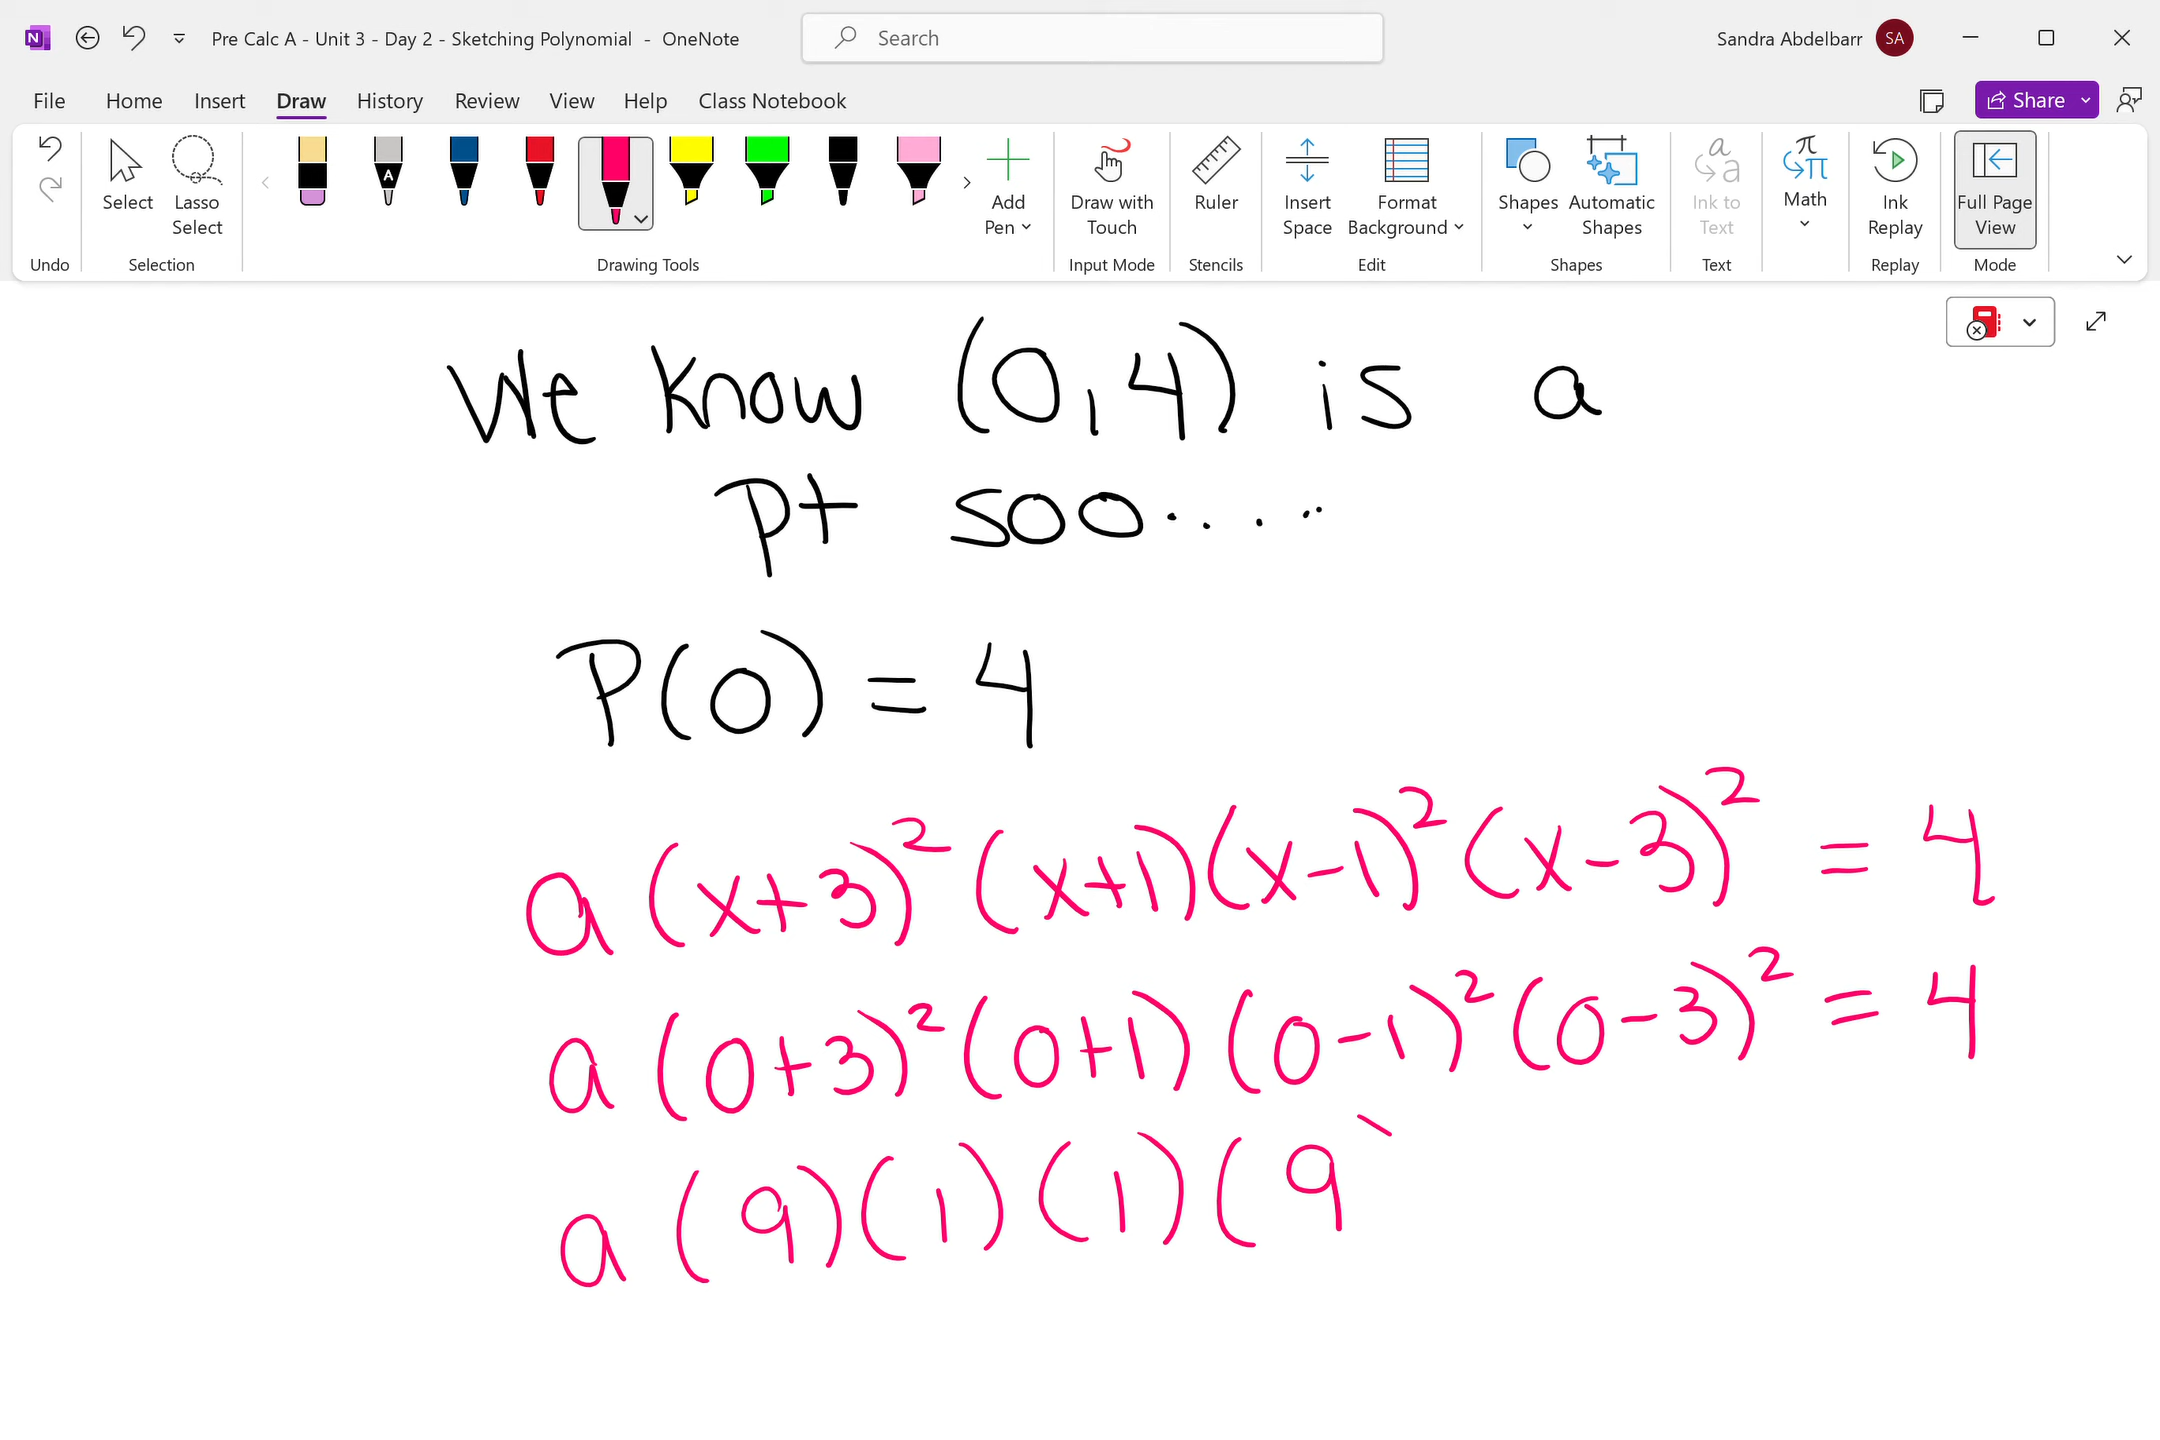 Pre Calc A - Unit 3 - Day 2 - Sketching Polynomial - OneNote
Search
Sandra Abdelbarr SA
File Home Insert Draw History Review View Help Class Notebook
Share
Select
Lasso Select
A
Add Pen
Draw with Touch
Ruler
Insert Space
Format Background
Shapes
Automatic Shapes
Ink to Text
Math
Ink Replay
Full Page View
Undo Selection Drawing Tools Input Mode Stencils Edit Shapes Text Replay Mode
We know (0,4) is a
pt soo.....
P(0) = 4
a(x+3)²(x+1)(x-1)²(x-3)² = 4
a(0+3)²(0+1)(0-1)²(0-3)² = 4
a(9)(1)(1)(9